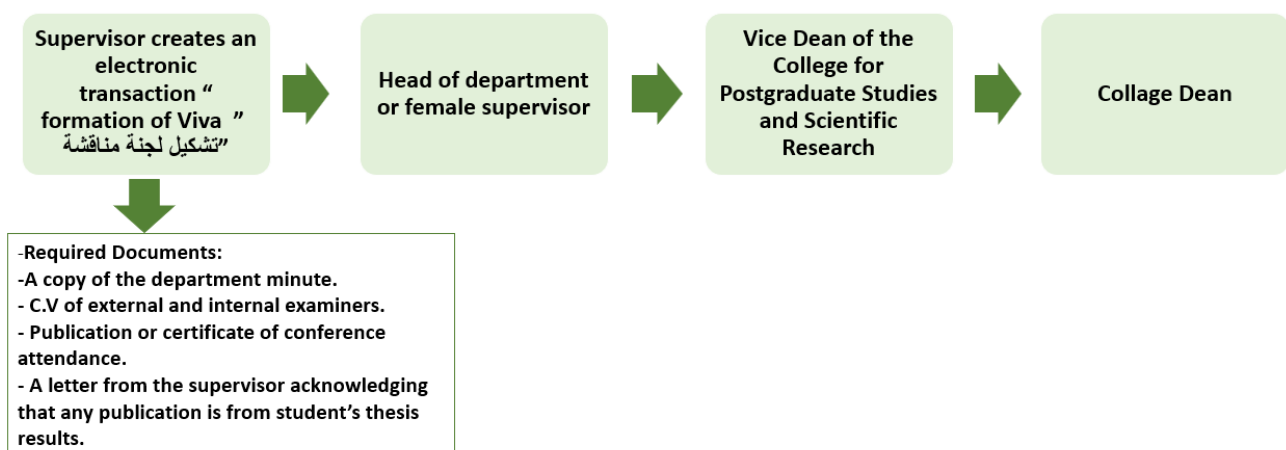 Supervisor creates an
electronic
transaction “
formation of Viva ”
تشكيل لجنة مناقشة”
Head of department
or female supervisor
Vice Dean of the
College for
Postgraduate Studies
and Scientific
Research
Collage Dean
-Required Documents:
-A copy of the department minute.
- C.V of external and internal examiners.
- Publication or certificate of conference
attendance.
- A letter from the supervisor acknowledging
that any publication is from student’s thesis
results.